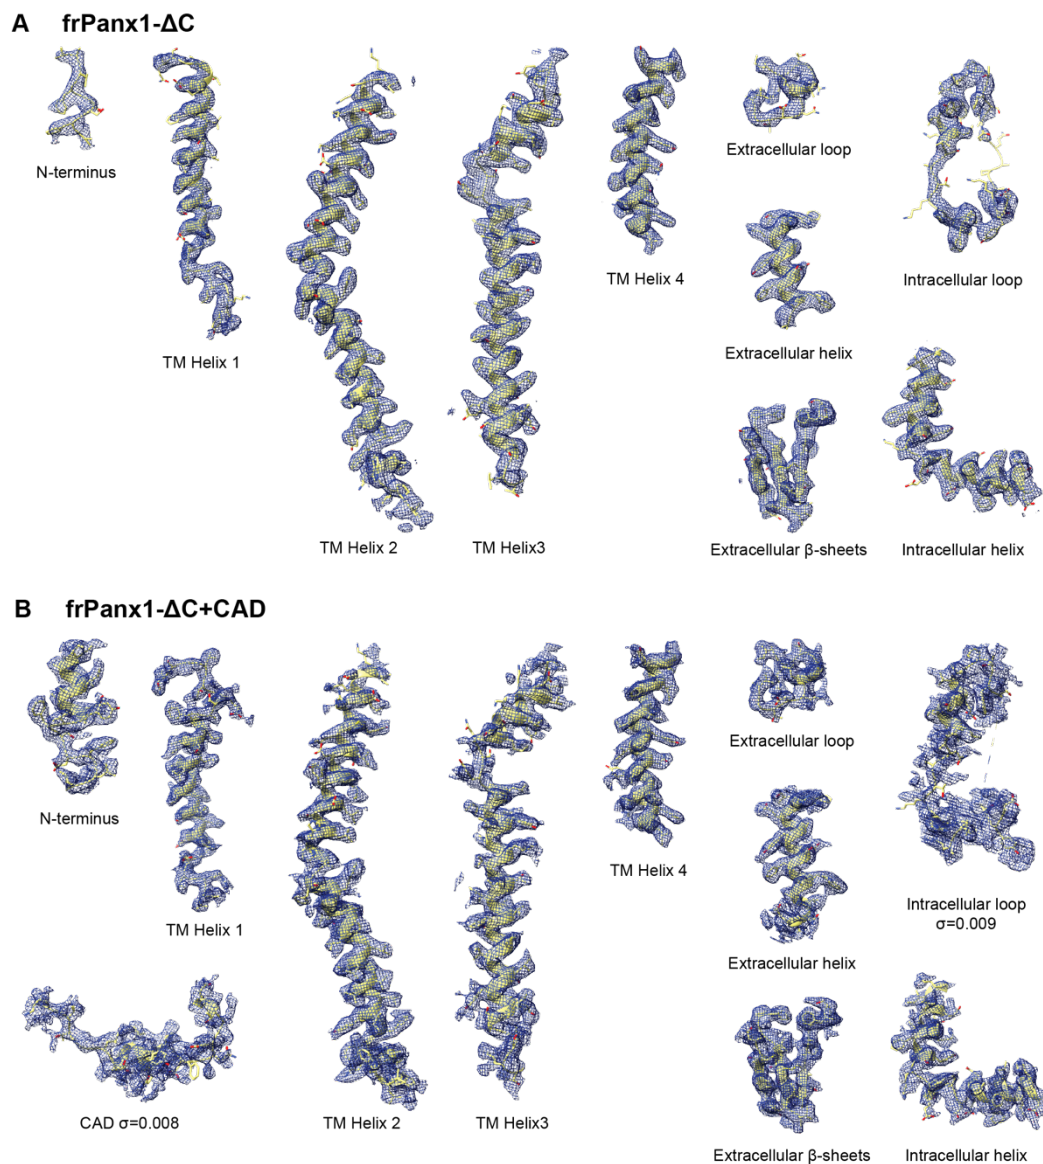 A frPanx1-ΔC
N-terminus
TM Helix 1
TM Helix 2
TM Helix3
TM Helix 4
Extracellular loop
Extracellular helix
Extracellular β-sheets
Intracellular loop
Intracellular helix
B frPanx1-ΔC+CAD
N-terminus
TM Helix 1
CAD σ=0.008
TM Helix 2
TM Helix3
TM Helix 4
Extracellular loop
Extracellular helix
Extracellular β-sheets
Intracellular loop
σ=0.009
Intracellular helix